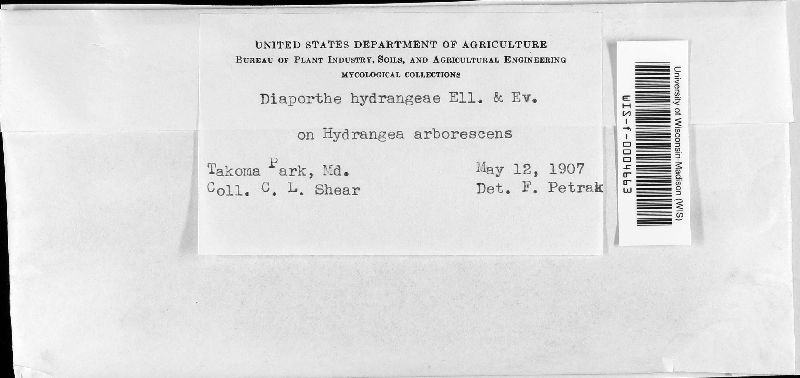 UNITED STATES DEPARTMENT OF AGRICULTURE
BUREAU OF PLANT INDUSTRY, SOILS, AND AGRICULTURAL ENGINEERING
MYCOLOGICAL COLLECTIONS
Diaporthe hydrangeae Ell. & Ev.
on Hydrangea arborescens
Takoma Park, Md. May 12, 1907
Coll. C. L. Shear Det. F. Petrak
University of Wisconsin Madison (WIS)
WIS-f-0004993